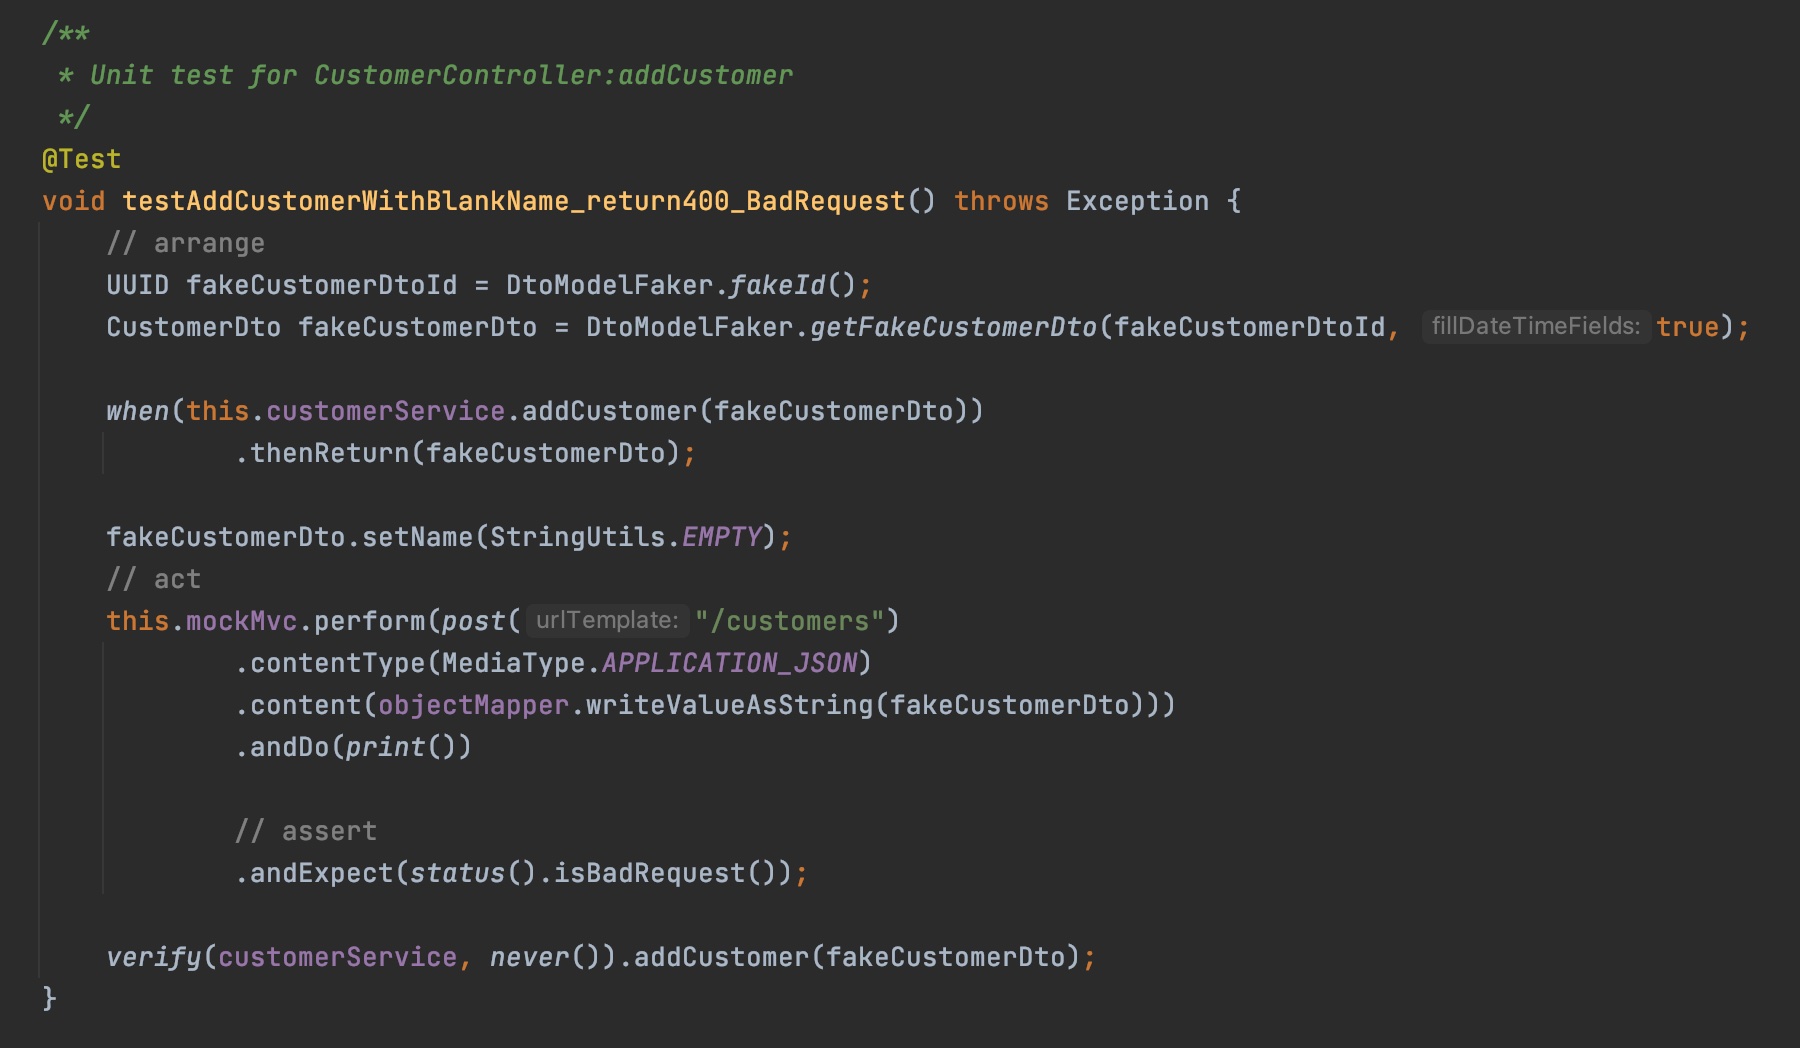 /**
 * Unit test for CustomerController:addCustomer
 */
@Test
void testAddCustomerWithBlankName_return400_BadRequest() throws Exception {
    // arrange
    UUID fakeCustomerDtoId = DtoModelFaker.fakeId();
    CustomerDto fakeCustomerDto = DtoModelFaker.getFakeCustomerDto(fakeCustomerDtoId, fillDateTimeFields: true);

    when(this.customerService.addCustomer(fakeCustomerDto))
            .thenReturn(fakeCustomerDto);

    fakeCustomerDto.setName(StringUtils.EMPTY);
    // act
    this.mockMvc.perform(post( urlTemplate: "/customers")
            .contentType(MediaType.APPLICATION_JSON)
            .content(objectMapper.writeValueAsString(fakeCustomerDto)))
            .andDo(print())

            // assert
            .andExpect(status().isBadRequest());

    verify(customerService, never()).addCustomer(fakeCustomerDto);
}